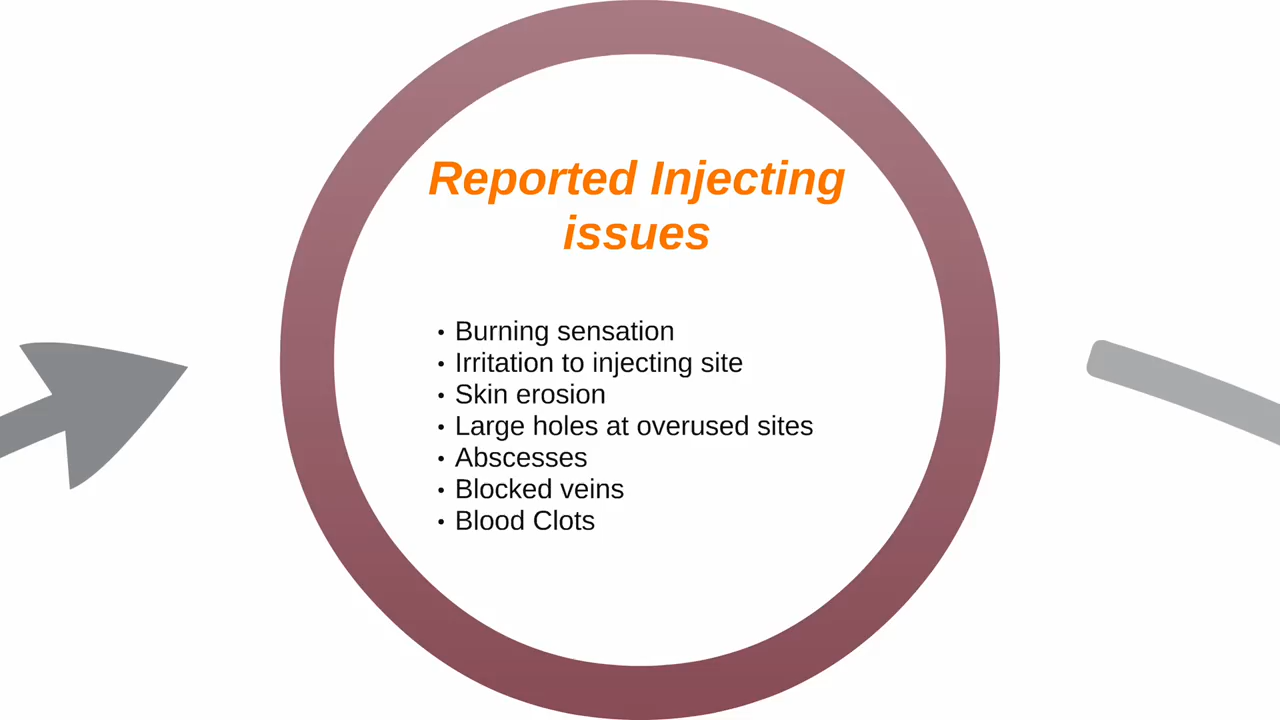 Reported Injecting
issues
• Burning sensation
• Irritation to injecting site
• Skin erosion
• Large holes at overused sites
• Abscesses
• Blocked veins
• Blood Clots